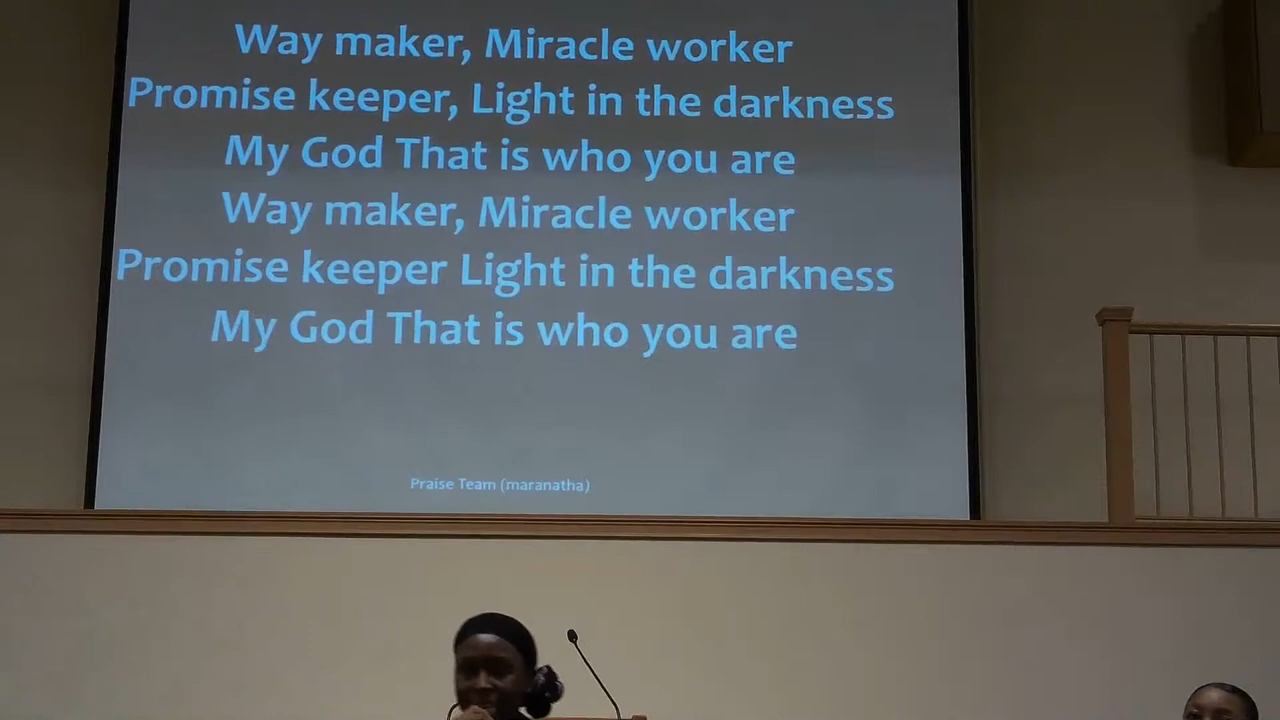 Way maker, Miracle worker
Promise keeper, Light in the darkness
My God That is who you are
Way maker, Miracle worker
Promise keeper Light in the darkness
My God That is who you are
Praise Team (maranatha)